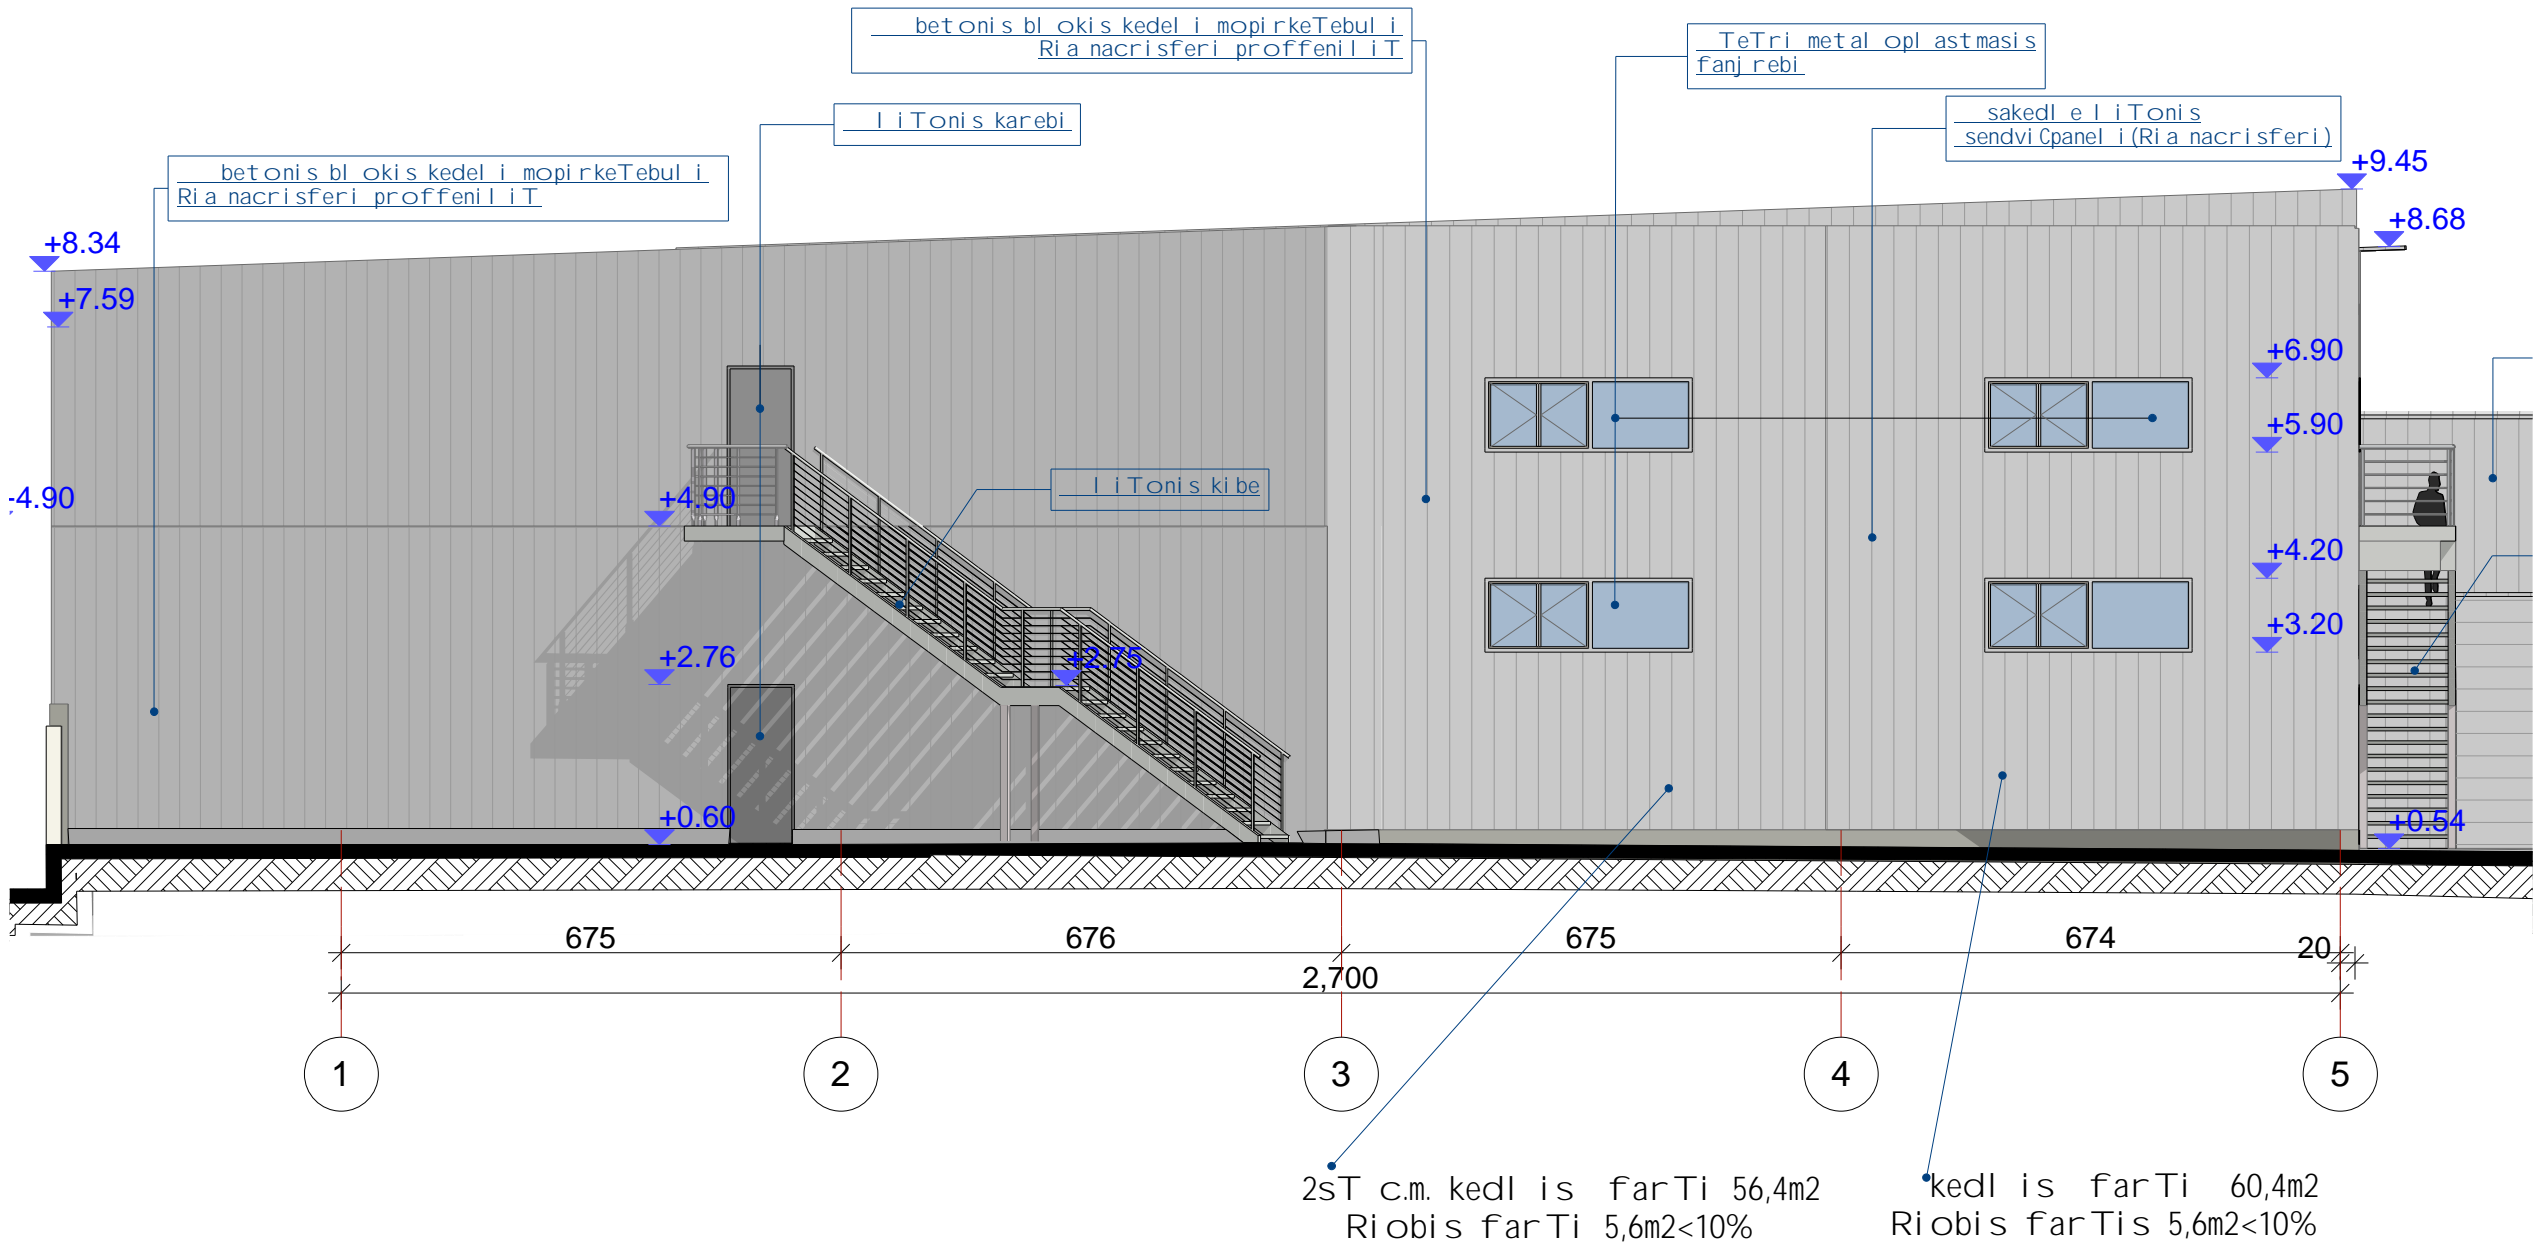 betonis blokis kedeli mopirkeTebuli
Ria nacrisferi proffeniliT
TeTri metaloplastmasis
fanjrebi
sakedle liTonis
sendviCpaneli(Ria nacrisferi)
liTonis karebi
betonis blokis kedeli mopirkeTebuli
Ria nacrisferi proffeniliT
+9.45
+8.68
+8.34
+7.59
+6.90
+5.90
-4.90
+4.90
liTonis kibe
+4.20
+3.20
+2.76
+2.75
+0.60
+0.54
675
676
675
674
20
2,700
1
2
3
4
5
2sT c.m. kedlis farTi 56,4m2
Riobis farTi 5,6m2<10%
kedlis farTi 60,4m2
Riobis farTis 5,6m2<10%